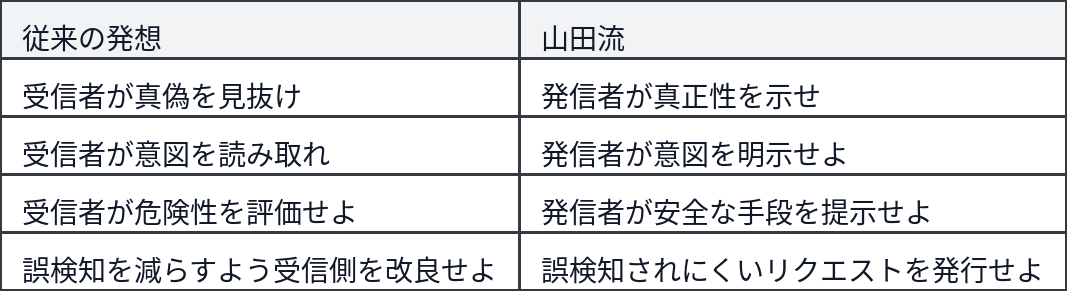 従来の発想 山田流
受信者が真偽を見抜け 発信者が真正性を示せ
受信者が意図を読み取れ 発信者が意図を明示せよ
受信者が危険性を評価せよ 発信者が安全な手段を提示せよ
誤検知を減らすよう受信側を改良せよ 誤検知されにくいリクエストを発行せよ